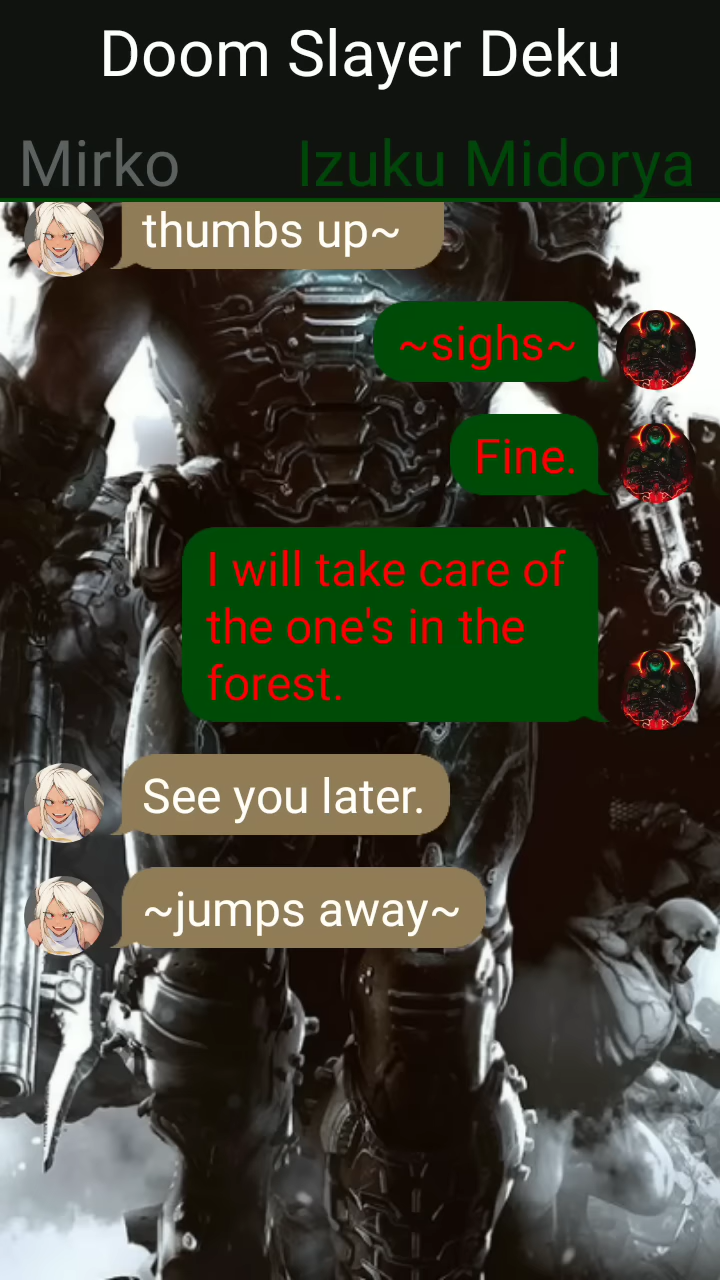 Doom Slayer Deku
Mirko
Izuku Midorya
thumbs up~
~sighs~
Fine.
I will take care of
the one's in the
forest.
See you later.
~jumps away~